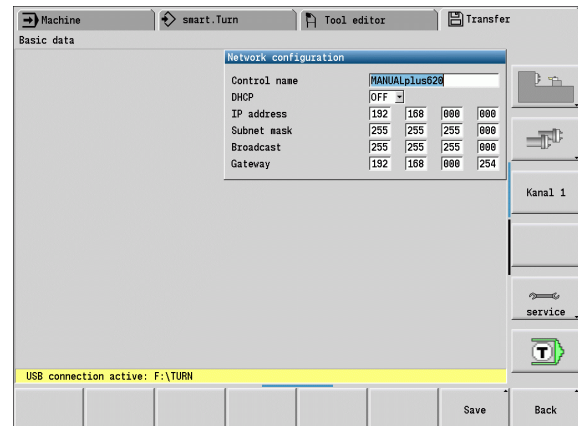 Machine smart.Turn Tool editor Transfer
Basic data
Network configuration
Control name MANUALplus620
DHCP OFF
IP address 192 168 000 000
Subnet mask 255 255 255 000
Broadcast 255 255 255 000
Gateway 192 168 000 254
Kanal 1
service
T
USB connection active: F:\TURN
Save Back